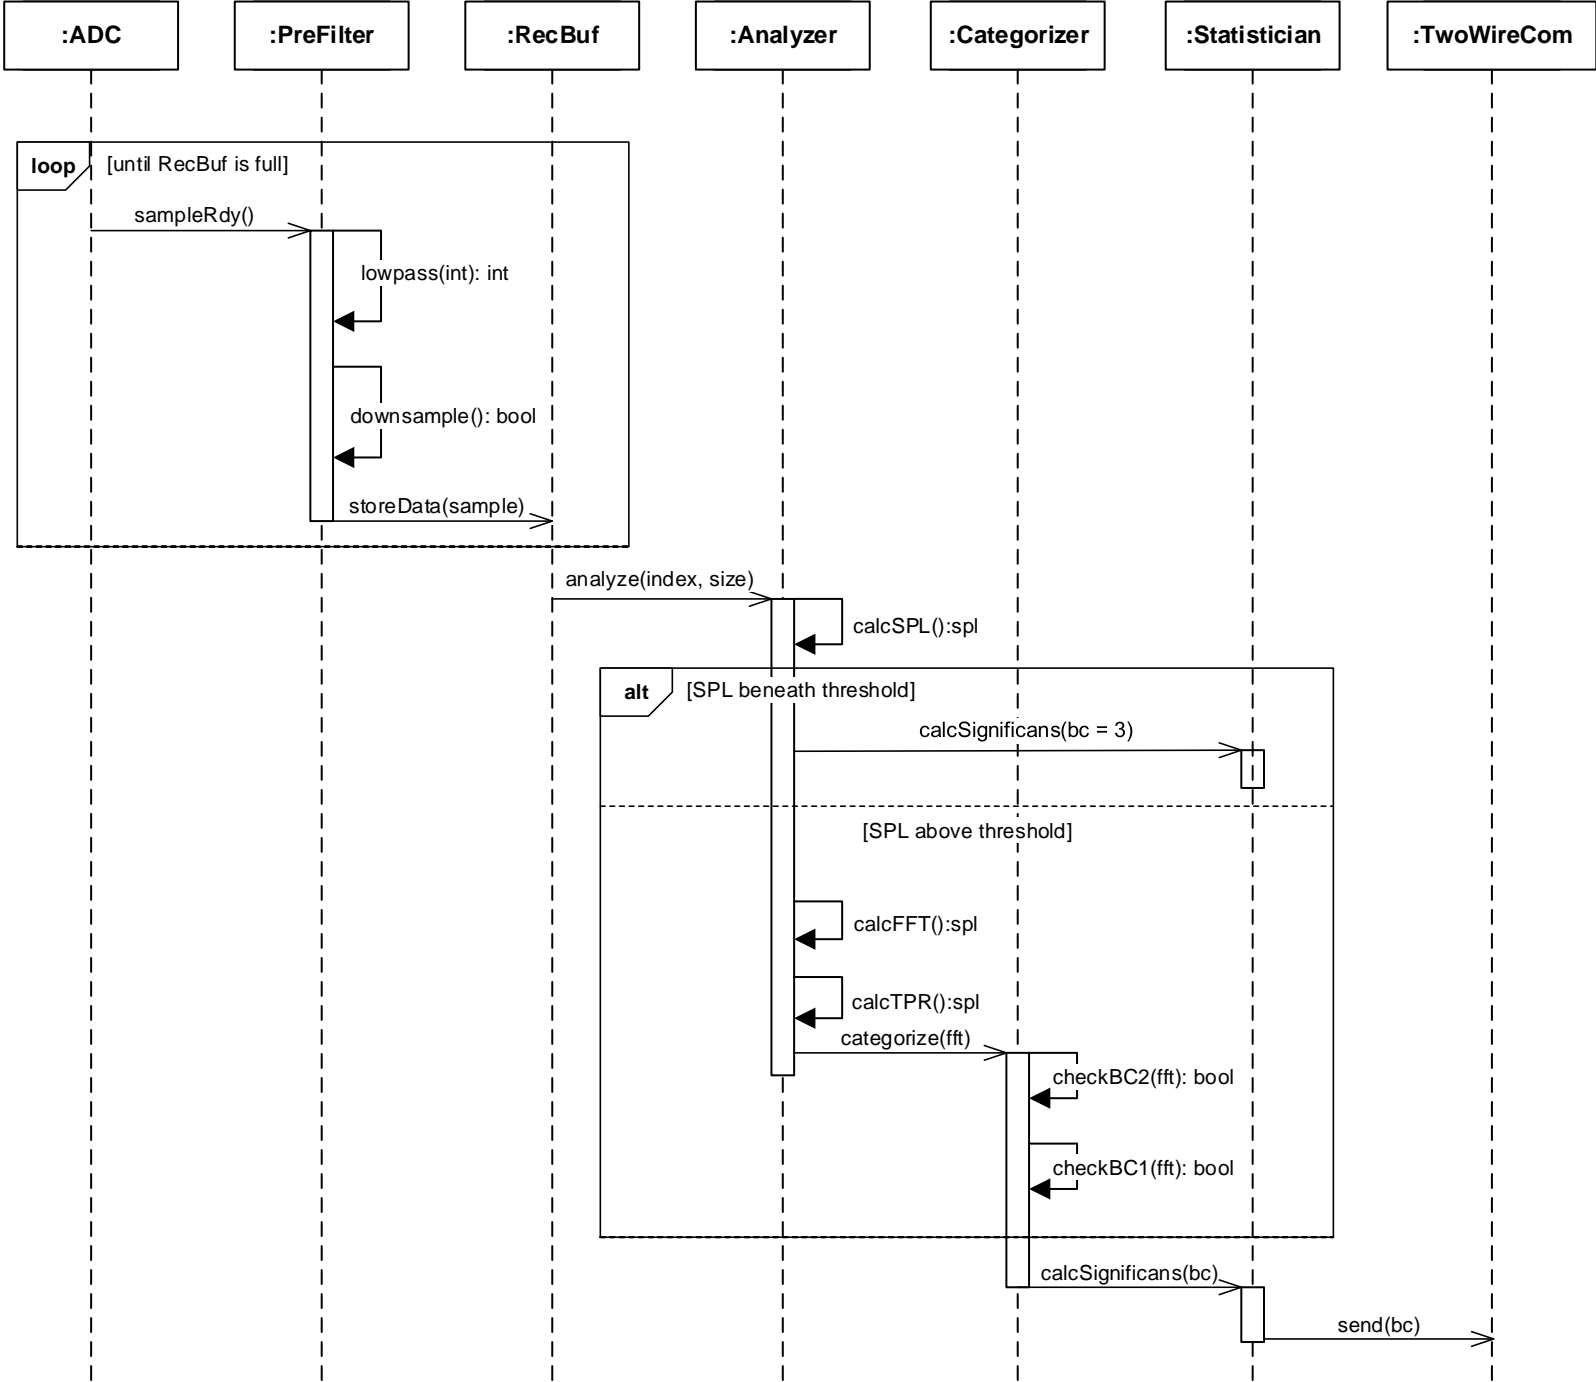 :ADC
:PreFilter
:RecBuf
:Analyzer
:Categorizer
:Statistician
:TwoWireCom
loop
[until RecBuf is full]
sampleRdy()
lowpass(int): int
downsample(): bool
storeData(sample)
analyze(index, size)
calcSPL():spl
alt
[SPL beneath threshold]
calcSignificans(bc = 3)
[SPL above threshold]
calcFFT():spl
calcTPR():spl
categorize(fft)
checkBC2(fft): bool
checkBC1(fft): bool
calcSignificans(bc)
send(bc)